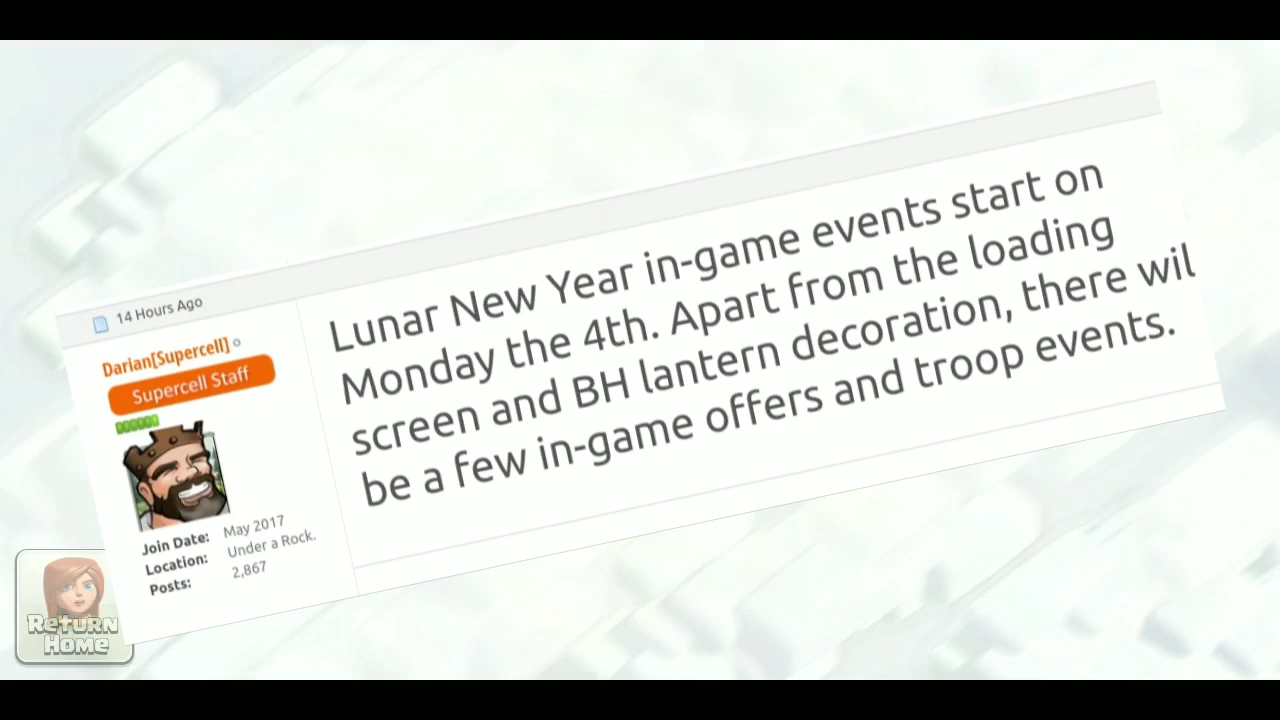 14 Hours Ago
Darian[Supercell]
Supercell Staff
Join Date: May 2017
Location: Under a Rock.
Posts: 2,867
Lunar New Year in-game events start on
Monday the 4th. Apart from the loading
screen and BH lantern decoration, there wil
be a few in-game offers and troop events.
Return
Home